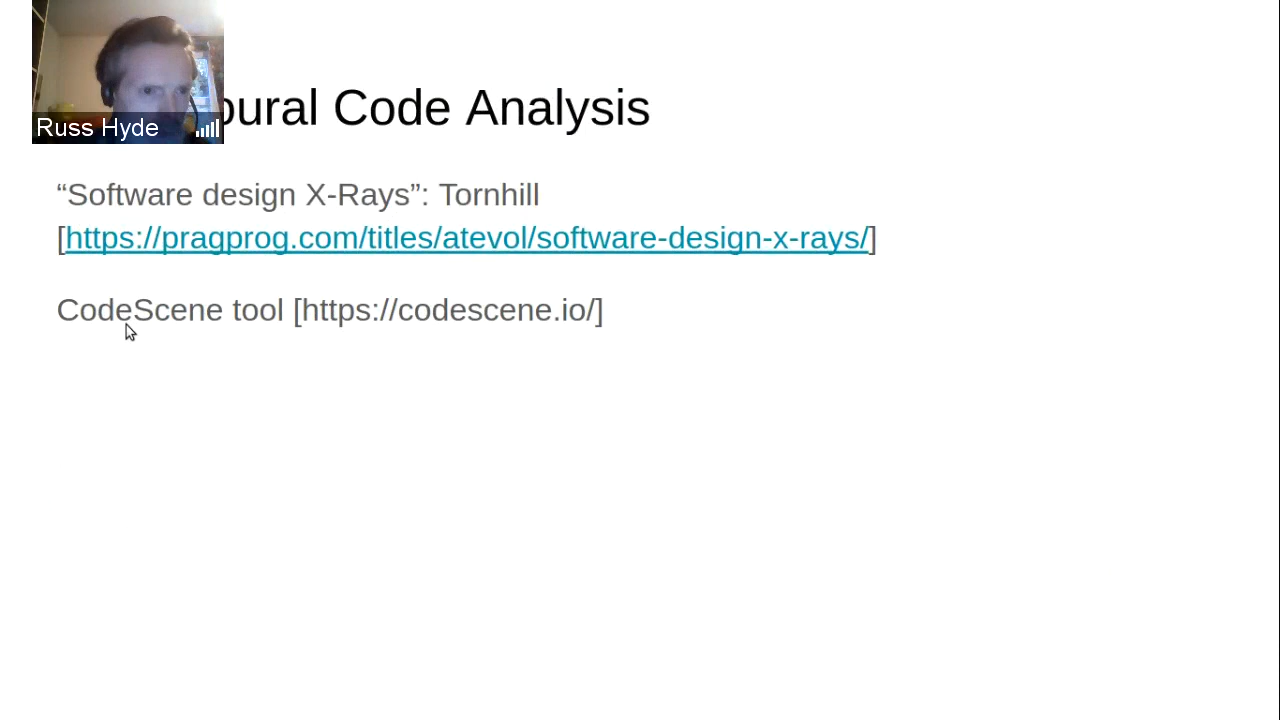 Russ Hyde
oural Code Analysis
“Software design X-Rays”: Tornhill
[https://pragprog.com/titles/atevol/software-design-x-rays/]
CodeScene tool [https://codescene.io/]